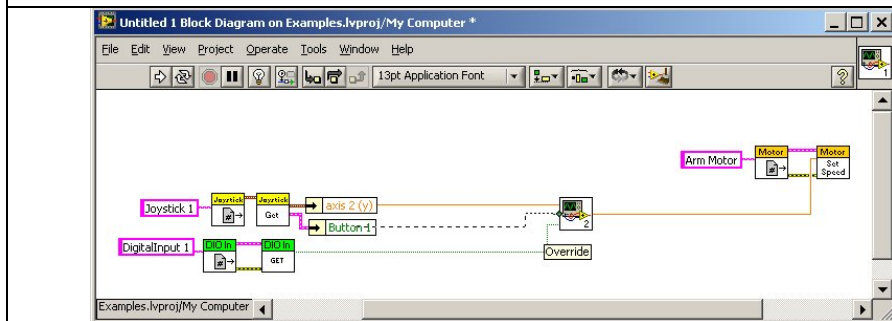 Untitled 1 Block Diagram on Examples.lvproj/My Computer *
File Edit View Project Operate Tools Window Help
13pt Application Font
1
Arm Motor
Motor
Motor
Set
Speed
Joystick 1
Joystick
Joystick
Get
axis 2 (y)
Button 1
2
DigitalInput 1
DIO In
DIO In
GET
Override
Examples.lvproj/My Computer